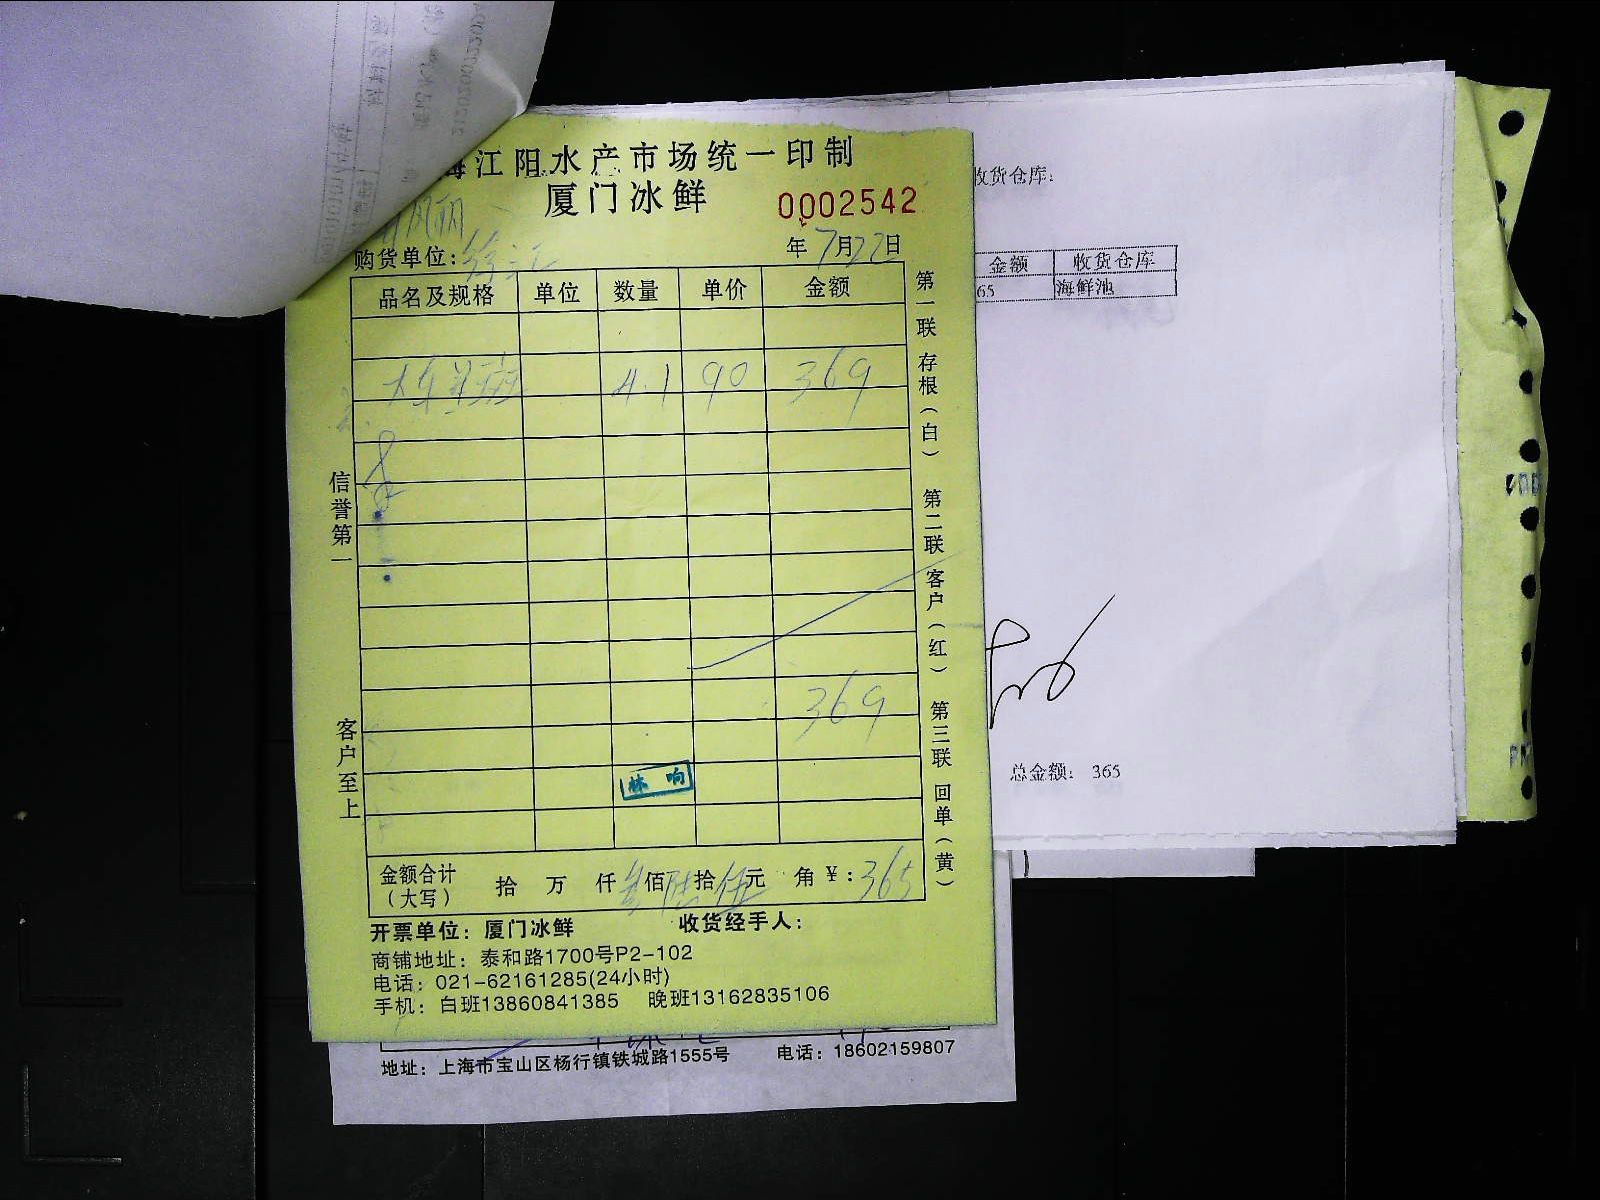 海江阳水产市场统一印制
厦门冰鲜
0002542
年7月22日
购货单位:徐汇
品名及规格 单位 数量 单价 金额
4.1 90 369
369
林响
金额合计(大写) 拾 万 仟 叁佰 陆拾 伍元 角 ¥:365
开票单位:厦门冰鲜 收货经手人:
商铺地址:泰和路1700号P2-102
电话:021-62161285(24小时)
手机:白班13860841385 晚班13162835106
信誉第一
客户至上
第一联 存根(白) 第二联 客户(红) 第三联 回单(黄)
收货仓库:
金额 收货仓库
65 海鲜池
总金额: 365
地址:上海市宝山区杨行镇铁城路1555号 电话:18602159807